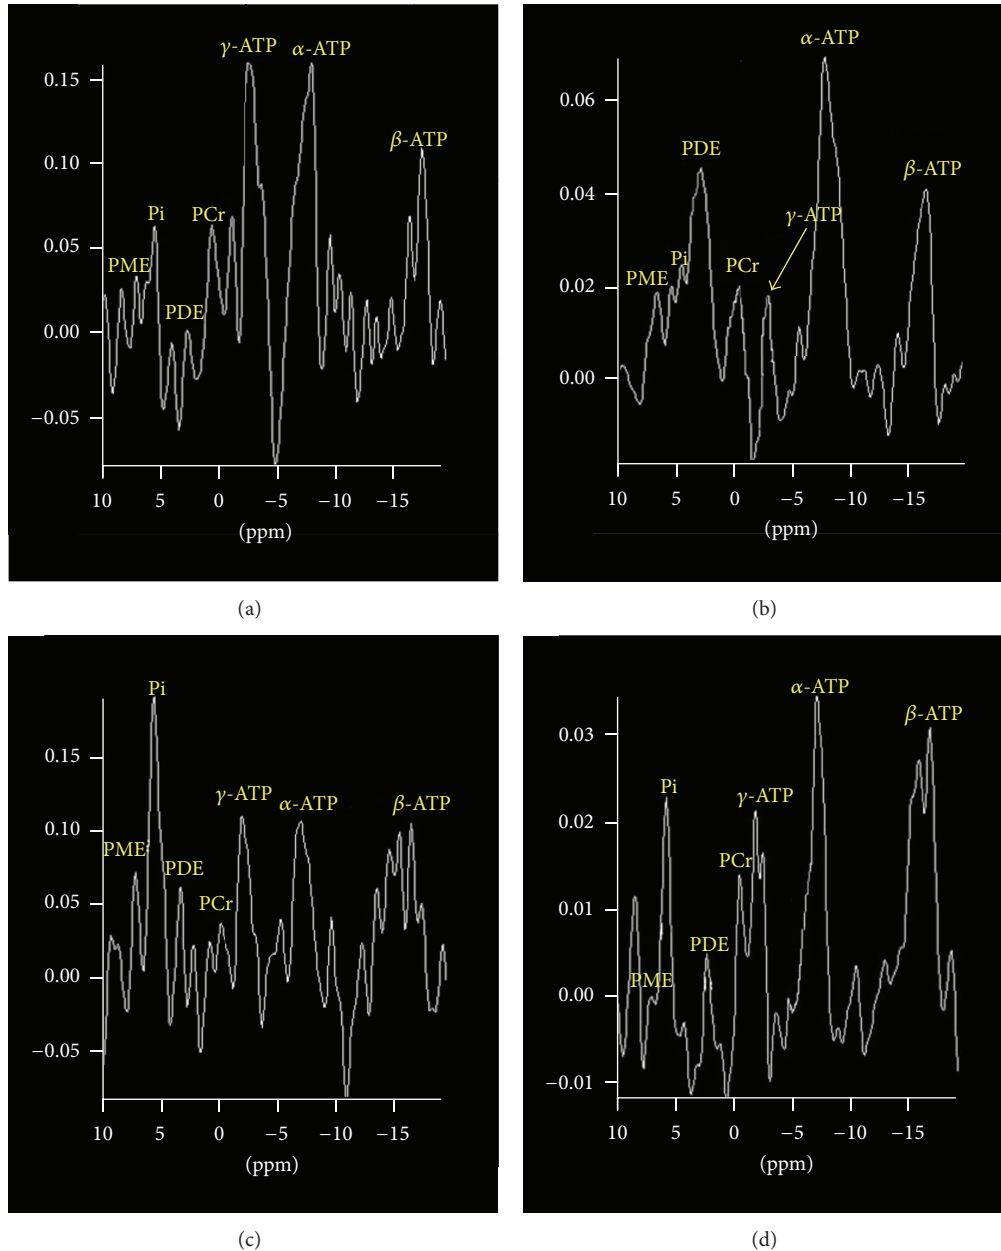 γ-ATP α-ATP
0.15
β-ATP
0.10
Pi PCr
0.05
PME
PDE
0.00
−0.05
10 5 0 −5 −10 −15
(ppm)
(a)
α-ATP
0.06
PDE
β-ATP
0.04
γ-ATP
Pi PCr
PME
0.02
0.00
10 5 0 −5 −10 −15
(ppm)
(b)
Pi
0.15
γ-ATP α-ATP β-ATP
0.10
PME
PDE
PCr
0.05
0.00
−0.05
10 5 0 −5 −10 −15
(ppm)
(c)
α-ATP
β-ATP
0.03
Pi γ-ATP
0.02
PCr
0.01
PDE
PME
0.00
−0.01
10 5 0 −5 −10 −15
(ppm)
(d)